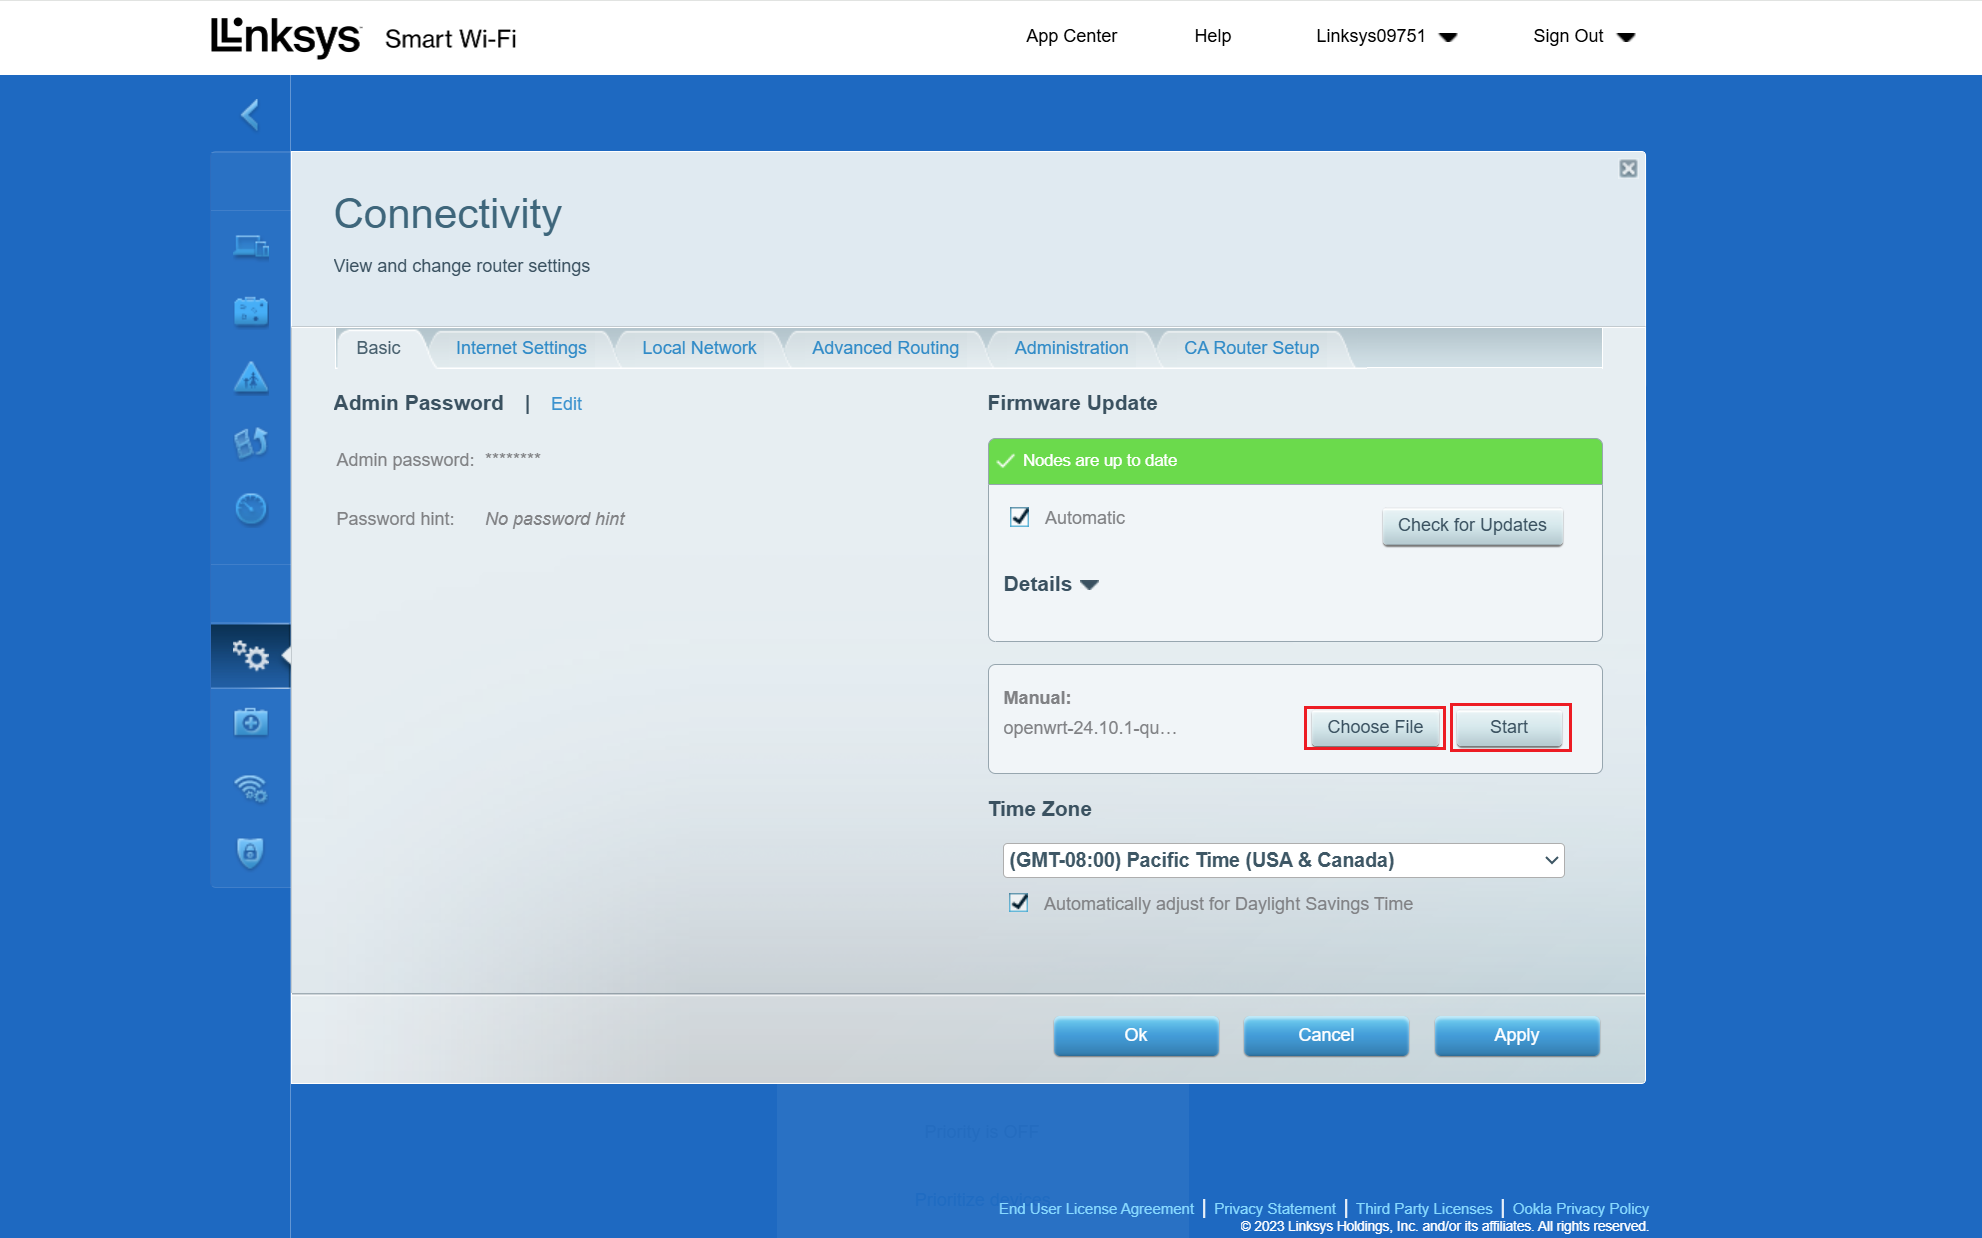 Linksys Smart Wi-Fi App Center Help Linksys09751 Sign Out
Connectivity
View and change router settings
Basic Internet Settings Local Network Advanced Routing Administration CA Router Setup
Admin Password | Edit
Admin password: ********
Password hint: No password hint
Firmware Update
Nodes are up to date
Automatic Check for Updates
Details
Manual:
openwrt-24.10.1-qu... Choose File Start
Time Zone
(GMT-08:00) Pacific Time (USA & Canada)
Automatically adjust for Daylight Savings Time
Ok Cancel Apply
Priority is OFF
Prioritize
End User License Agreement | Privacy Statement | Third Party Licenses | Ookla Privacy Policy
© 2023 Linksys Holdings, Inc. and/or its affiliates. All rights reserved.